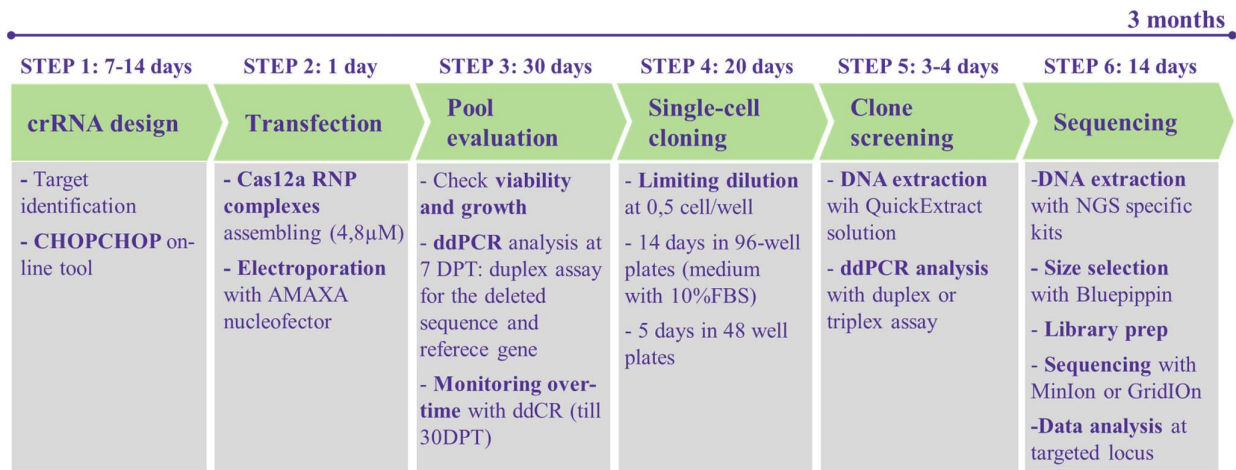 3 months
STEP 1: 7-14 days
crRNA design
- Target
identification
- CHOPCHOP on-
line tool
STEP 2: 1 day
Transfection
- Cas12a RNP
complexes
assembling (4,8µM)
- Electroporation
with AMAXA
nucleofector
STEP 3: 30 days
Pool
evaluation
- Check viability
and growth
- ddPCR analysis at
7 DPT: duplex assay
for the deleted
sequence and
referece gene
- Monitoring over-
time with ddCR (till
30DPT)
STEP 4: 20 days
Single-cell
cloning
- Limiting dilution
at 0,5 cell/well
- 14 days in 96-well
plates (medium
with 10%FBS)
- 5 days in 48 well
plates
STEP 5: 3-4 days
Clone
screening
- DNA extraction
wih QuickExtract
solution
- ddPCR analysis
with duplex or
triplex assay
STEP 6: 14 days
Sequencing
-DNA extraction
with NGS specific
kits
- Size selection
with Bluepippin
- Library prep
- Sequencing with
MinIon or GridIOn
-Data analysis at
targeted locus